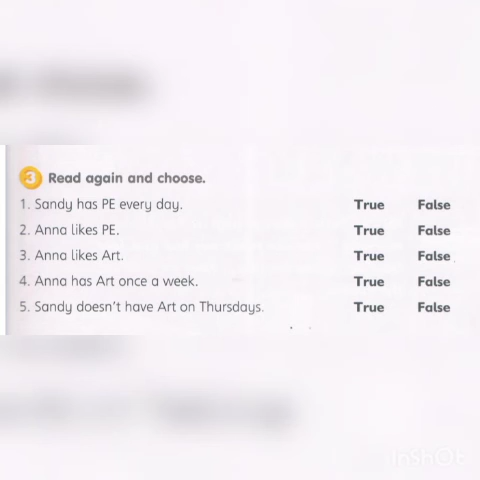 3 Read again and choose.
1. Sandy has PE every day. True False
2. Anna likes PE. True False
3. Anna likes Art. True False
4. Anna has Art once a week. True False
5. Sandy doesn't have Art on Thursdays. True False
InShOt